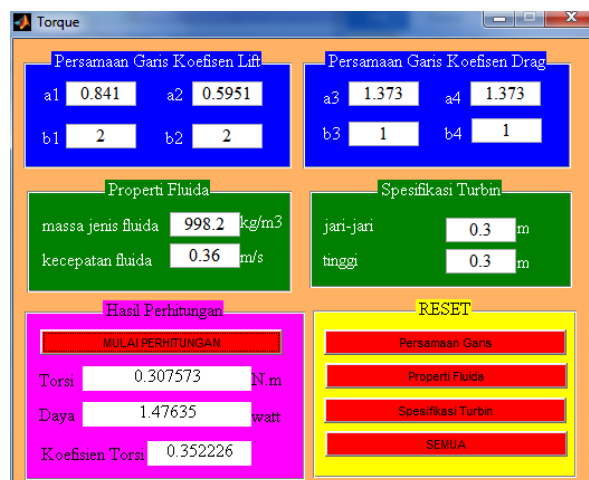 Torque
Persamaan Garis Koefisen Lift
a1 0.841 a2 0.5951
b1 2 b2 2
Persamaan Garis Koefisen Drag
a3 1.373 a4 1.373
b3 1 b4 1
Properti Fluida
massa jenis fluida 998.2 kg/m3
kecepatan fluida 0.36 m/s
Spesifikasi Turbin
jari-jari 0.3 m
tinggi 0.3 m
Hasil Perhitungan
MULAI PERHITUNGAN
Torsi 0.307573 N.m
Daya 1.47635 watt
Koefisien Torsi 0.352226
RESET
Persamaan Garis
Properti Fluida
Spesifikasi Turbin
SEMUA